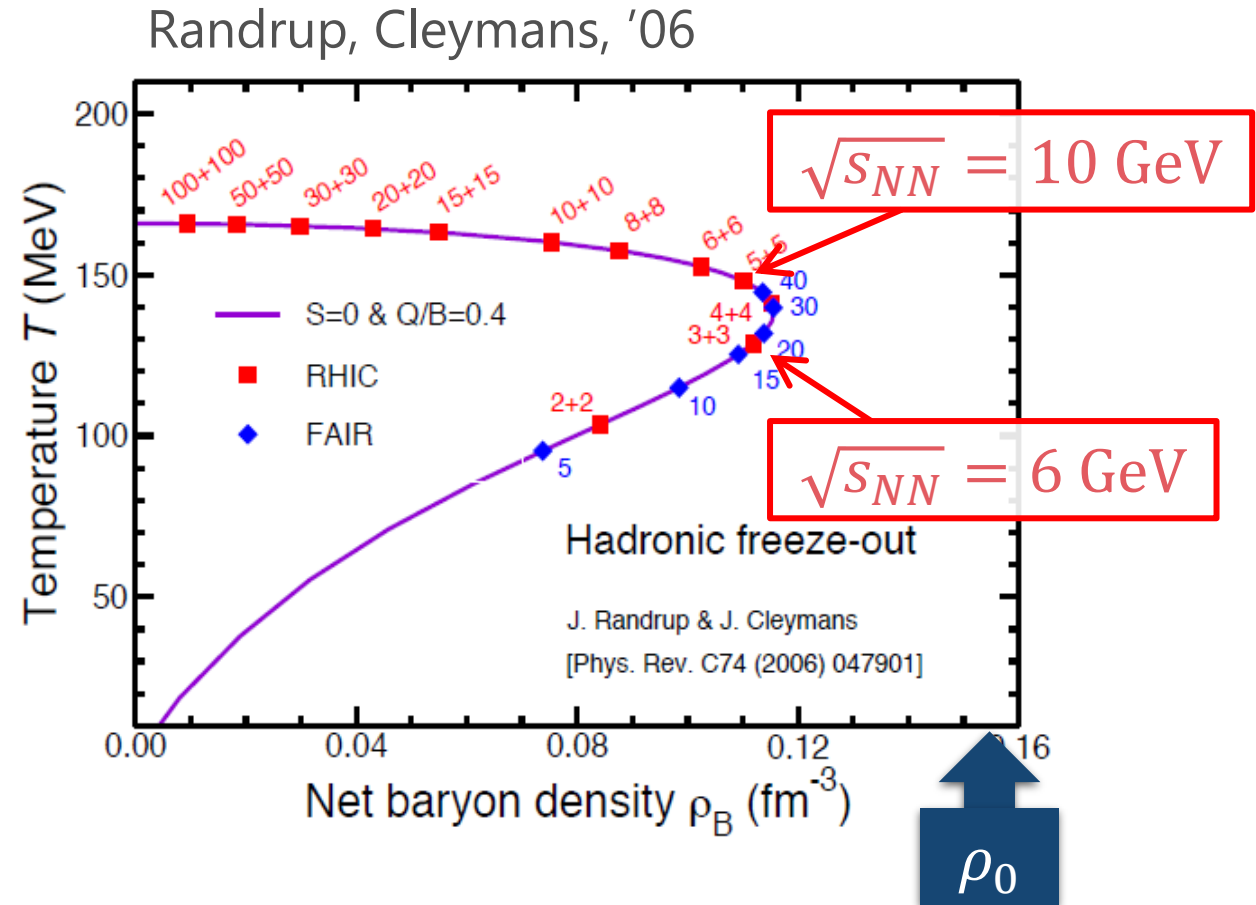 Randrup, Cleymans, ’06
200
150
100
50
Temperature T (MeV)
100+100
50+50
30+30
20+20
15+15
10+10
8+8
6+6
5+5
√sNN = 10 GeV
40
30
4+4
3+3
20
15
10
2+2
5
S=0 & Q/B=0.4
RHIC
FAIR
√sNN = 6 GeV
Hadronic freeze-out
J. Randrup & J. Cleymans
[Phys. Rev. C74 (2006) 047901]
0.00 0.04 0.08 0.12 0.16
Net baryon density ρB (fm-3)
ρ0